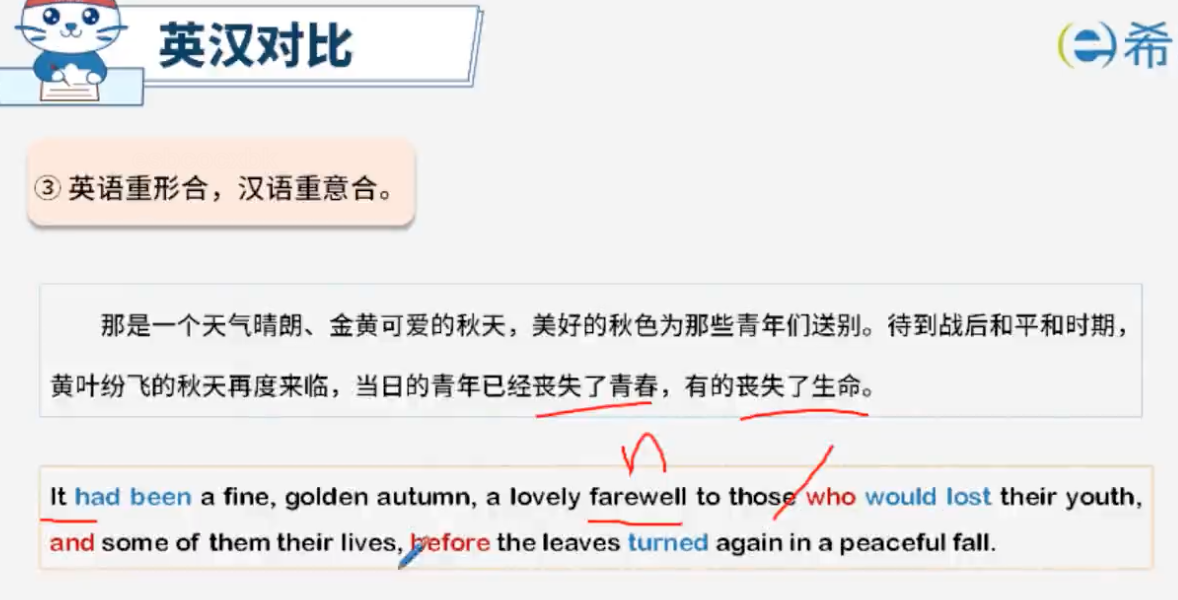 英汉对比
希
③ 英语重形合，汉语重意合。
那是一个天气晴朗、金黄可爱的秋天，美好的秋色为那些青年们送别。待到战后和平和时期，
黄叶纷飞的秋天再度来临，当日的青年已经丧失了青春，有的丧失了生命。
n
It had been a fine, golden autumn, a lovely farewell to those who would lost their youth,
and some of them their lives, before the leaves turned again in a peaceful fall.